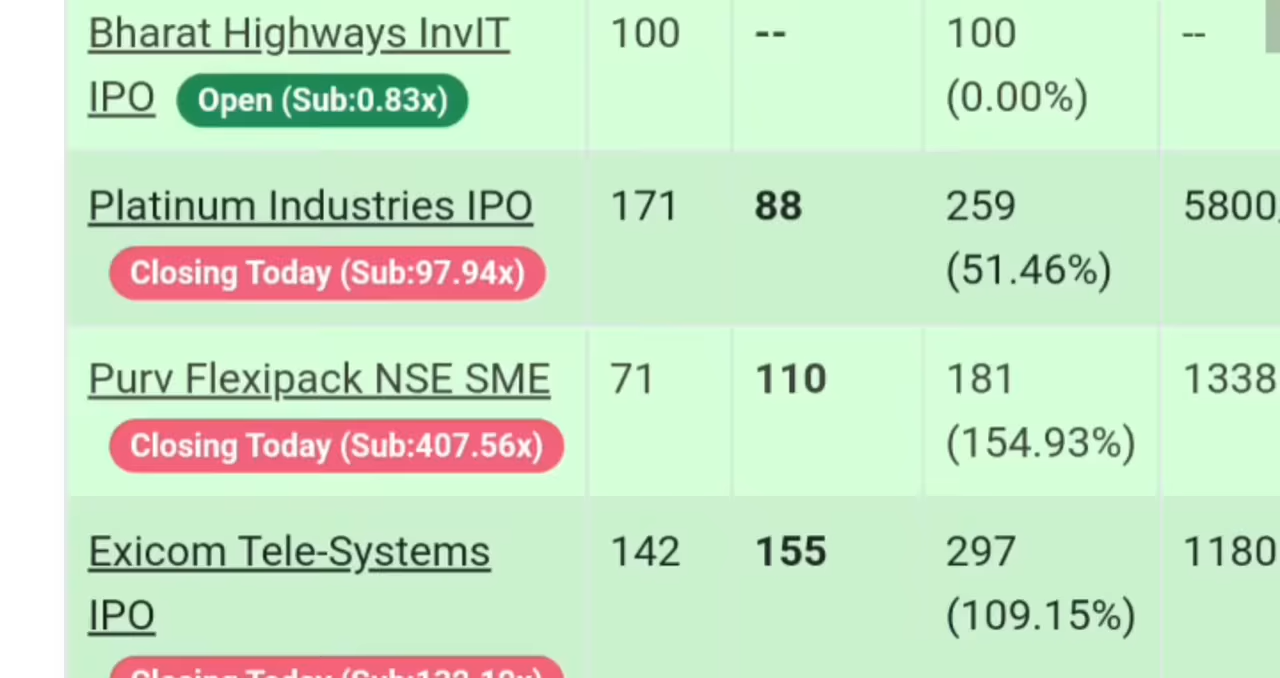 Bharat Highways InvIT 100 -- 100 --
IPO Open (Sub:0.83x) (0.00%)
Platinum Industries IPO 171 88 259 5800
Closing Today (Sub:97.94x) (51.46%)
Purv Flexipack NSE SME 71 110 181 1338
Closing Today (Sub:407.56x) (154.93%)
Exicom Tele-Systems 142 155 297 1180
IPO (109.15%)
Closing Today